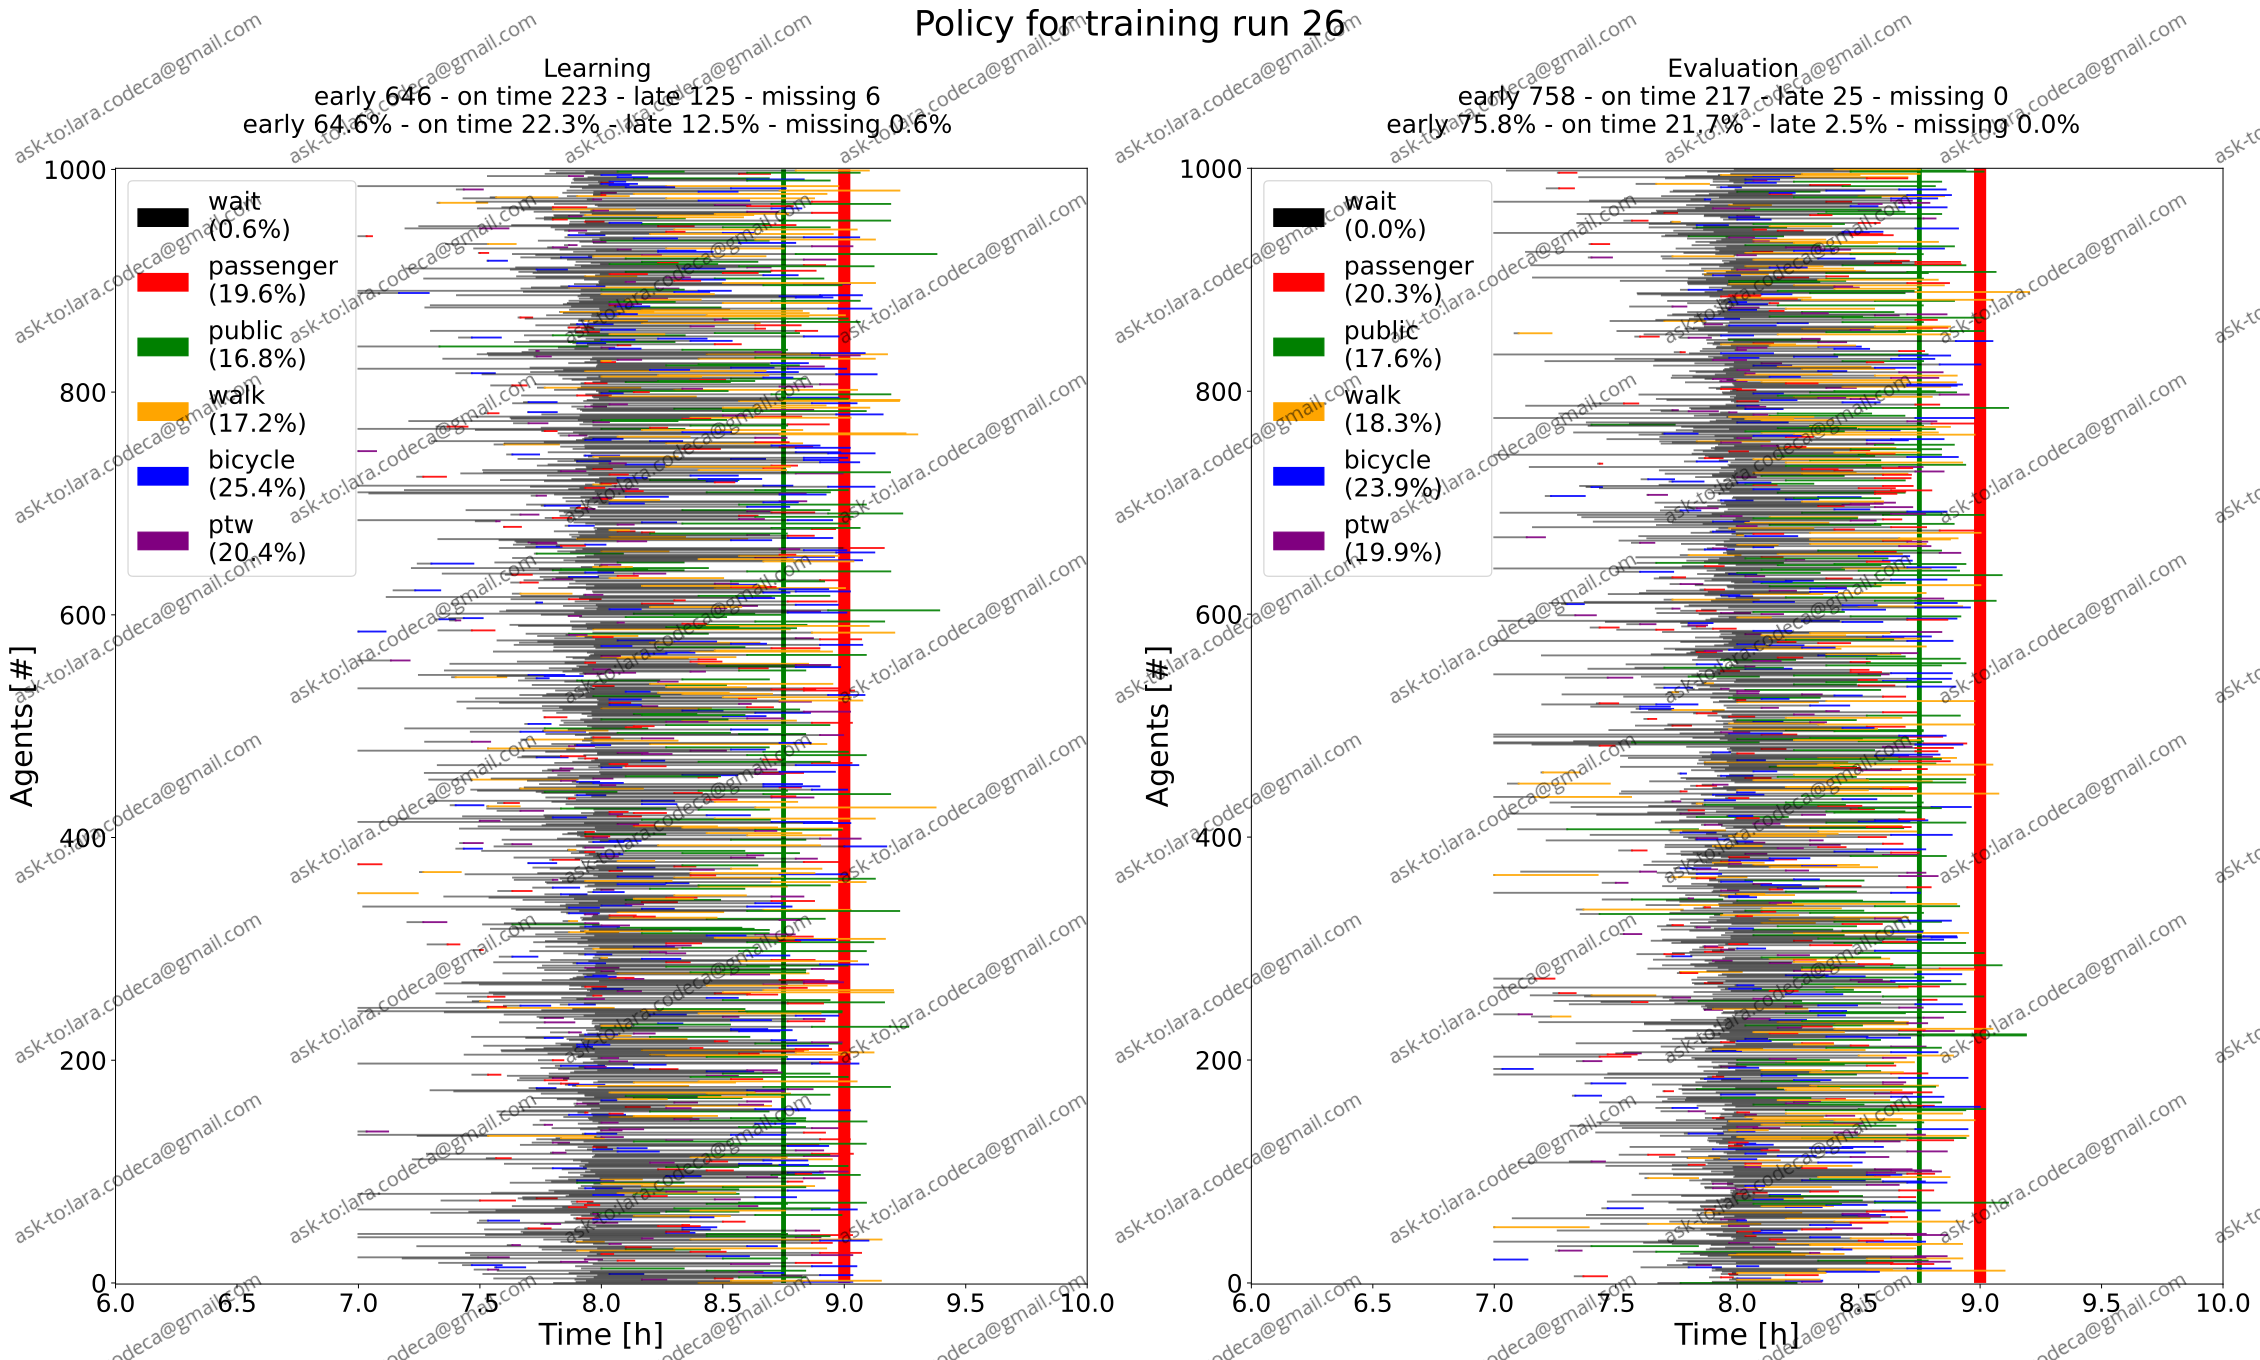 Policy for training run 26
Learning
early 646 - on time 223 - late 125 - missing 6
early 64.6% - on time 22.3% - late 12.5% - missing 0.6%
1000
800
600
400
200
0
Agents [#]
wait
(0.6%)
passenger
(19.6%)
public
(16.8%)
walk
(17.2%)
bicycle
(25.4%)
ptw
(20.4%)
6.0 6.5 7.0 7.5 8.0 8.5 9.0 9.5 10.0
Time [h]
Evaluation
early 758 - on time 217 - late 25 - missing 0
early 75.8% - on time 21.7% - late 2.5% - missing 0.0%
1000
800
600
400
200
0
Agents [#]
wait
(0.0%)
passenger
(20.3%)
public
(17.6%)
walk
(18.3%)
bicycle
(23.9%)
ptw
(19.9%)
6.0 6.5 7.0 7.5 8.0 8.5 9.0 9.5 10.0
Time [h]
ask-to:lara.codeca@gmail.com